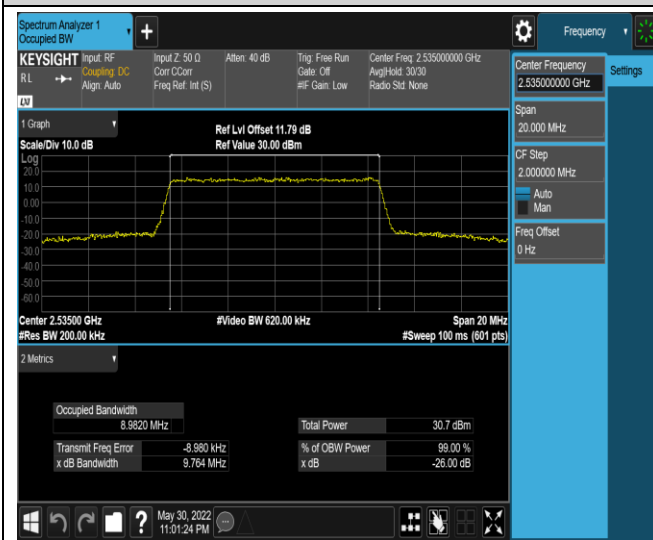 Spectrum Analyzer 1
Occupied BW
+
Frequency
KEYSIGHT Input: RF Input Z: 50 Ω Atten: 40 dB Trig: Free Run Center Freq: 2.535000000 GHz
RL Coupling: DC Corr CCorr Gate: Off Avg|Hold: 30/30
Align: Auto Freq Ref: Int (S) #IF Gain: Low Radio Std: None
LXI
Center Frequency
2.535000000 GHz
Settings
Span
20.000 MHz
CF Step
2.000000 MHz
Auto
Man
Freq Offset
0 Hz
1 Graph
Ref Lvl Offset 11.79 dB
Scale/Div 10.0 dB Ref Value 30.00 dBm
Log
20.0
10.0
0.00
-10.0
-20.0
-30.0
-40.0
-50.0
-60.0
Center 2.53500 GHz #Video BW 620.00 kHz Span 20 MHz
#Res BW 200.00 kHz #Sweep 100 ms (601 pts)
2 Metrics
Occupied Bandwidth
8.9820 MHz Total Power 30.7 dBm
Transmit Freq Error -8.980 kHz % of OBW Power 99.00 %
x dB Bandwidth 9.764 MHz x dB -26.00 dB
?
May 30, 2022
11:01:24 PM